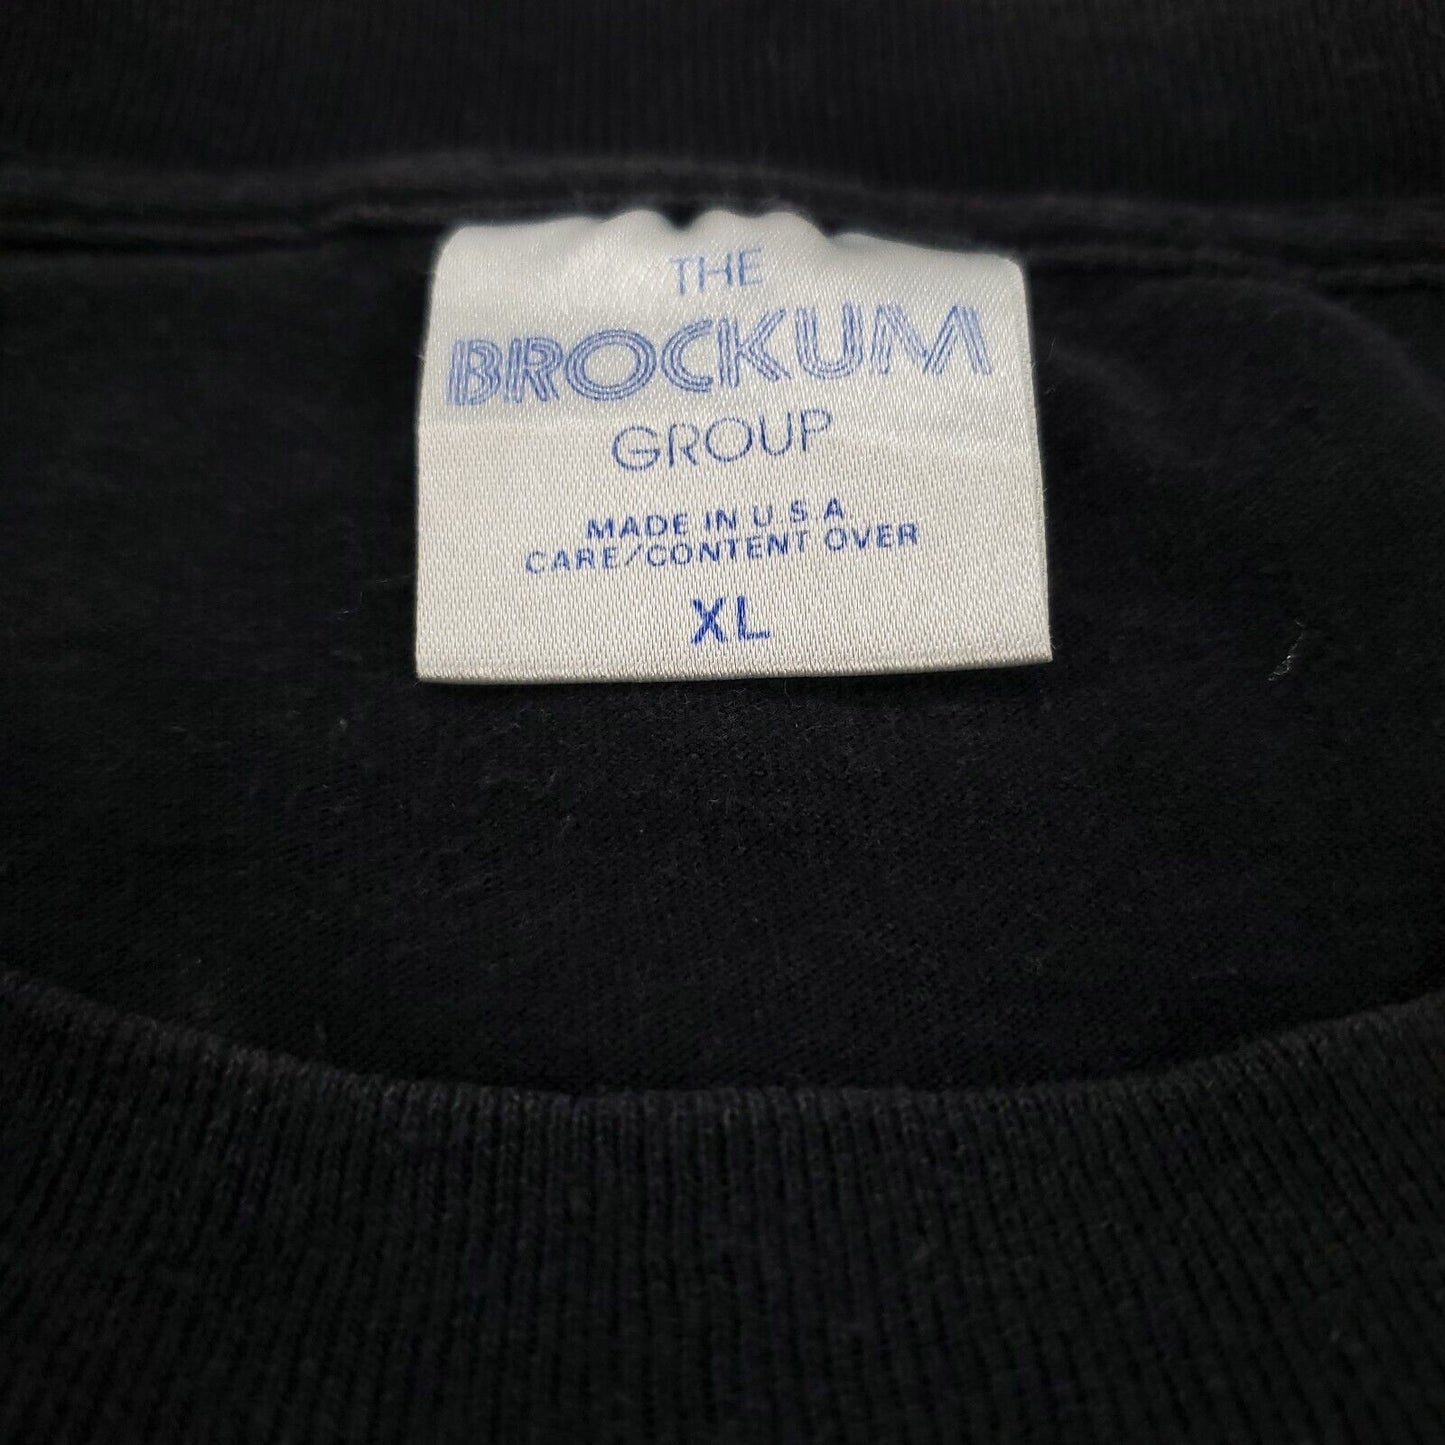 THE
BROCKUM
GROUP
MADE IN U.S.A
CARE/CONTENT OVER
XL